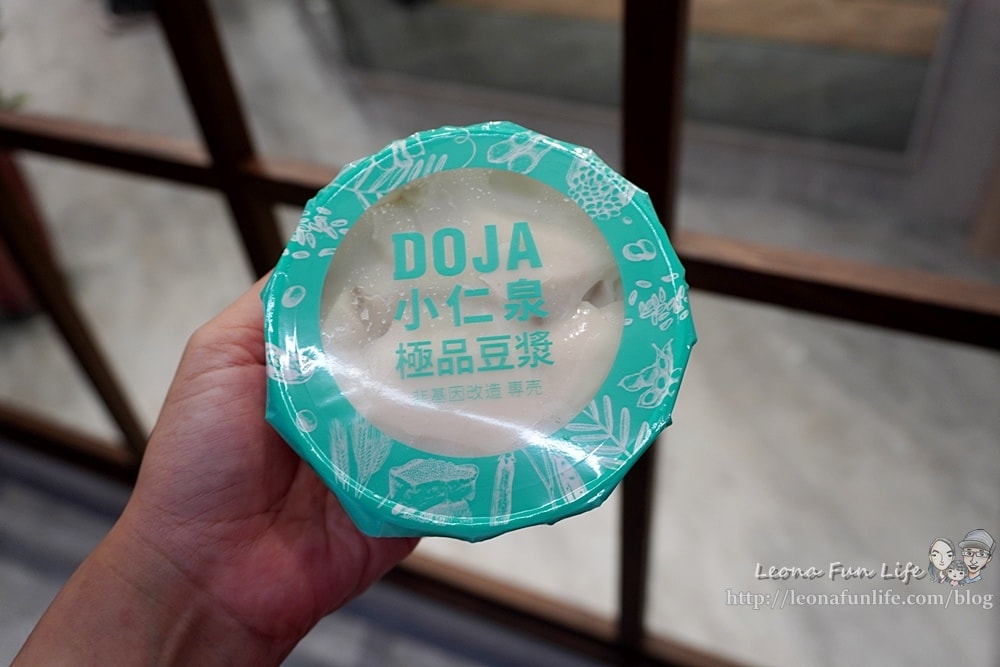 DOJA
小仁泉
極品豆漿
非基因改造 專売
Leona Fun Life
http://leonafunlife.com/blog